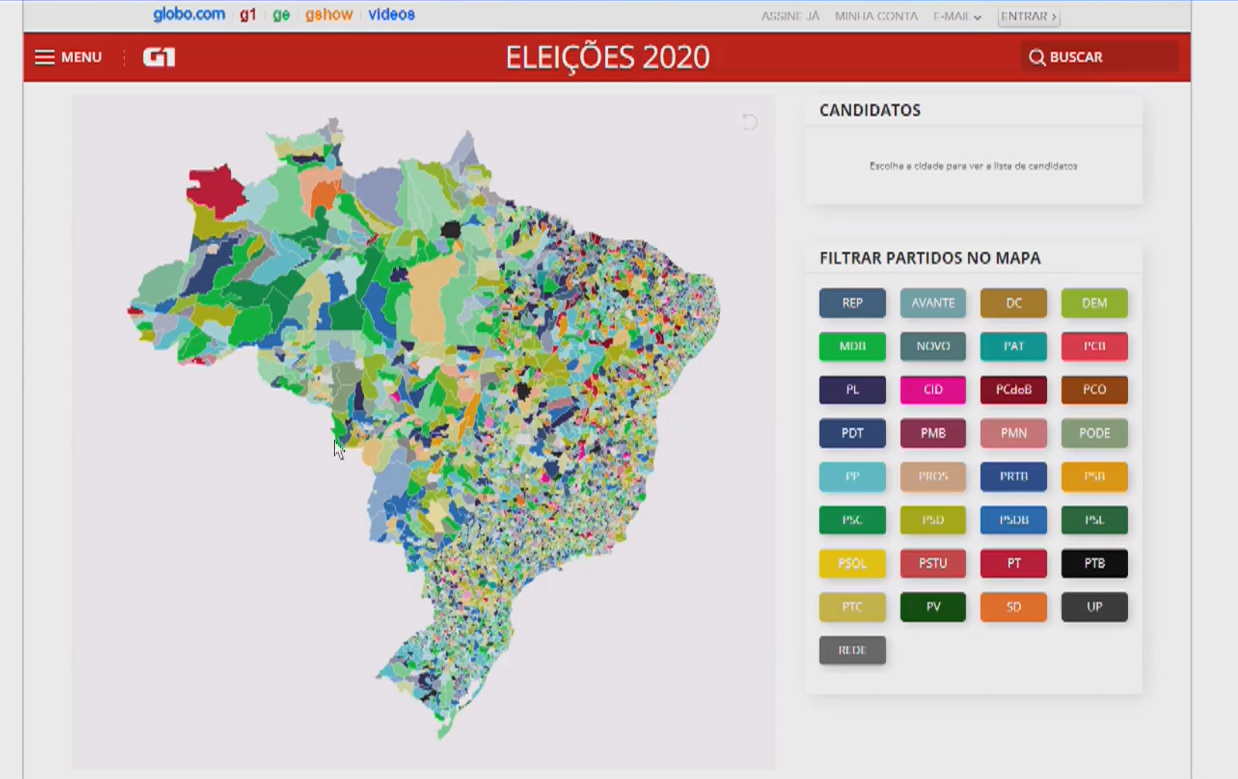 globo.com g1 ge gshow vídeos ASSINE JÁ MINHA CONTA E-MAIL ENTRAR ›
MENU G1 ELEIÇÕES 2020 BUSCAR
CANDIDATOS
Escolha a cidade para ver a lista de candidatos
FILTRAR PARTIDOS NO MAPA
REP AVANTE DC DEM
MDB NOVO PAT PCB
PL CID PCdoB PCO
PDT PMB PMN PODE
PP PROS PRTB PSB
PSC PSD PSDB PSL
PSOL PSTU PT PTB
PTC PV SD UP
REDE